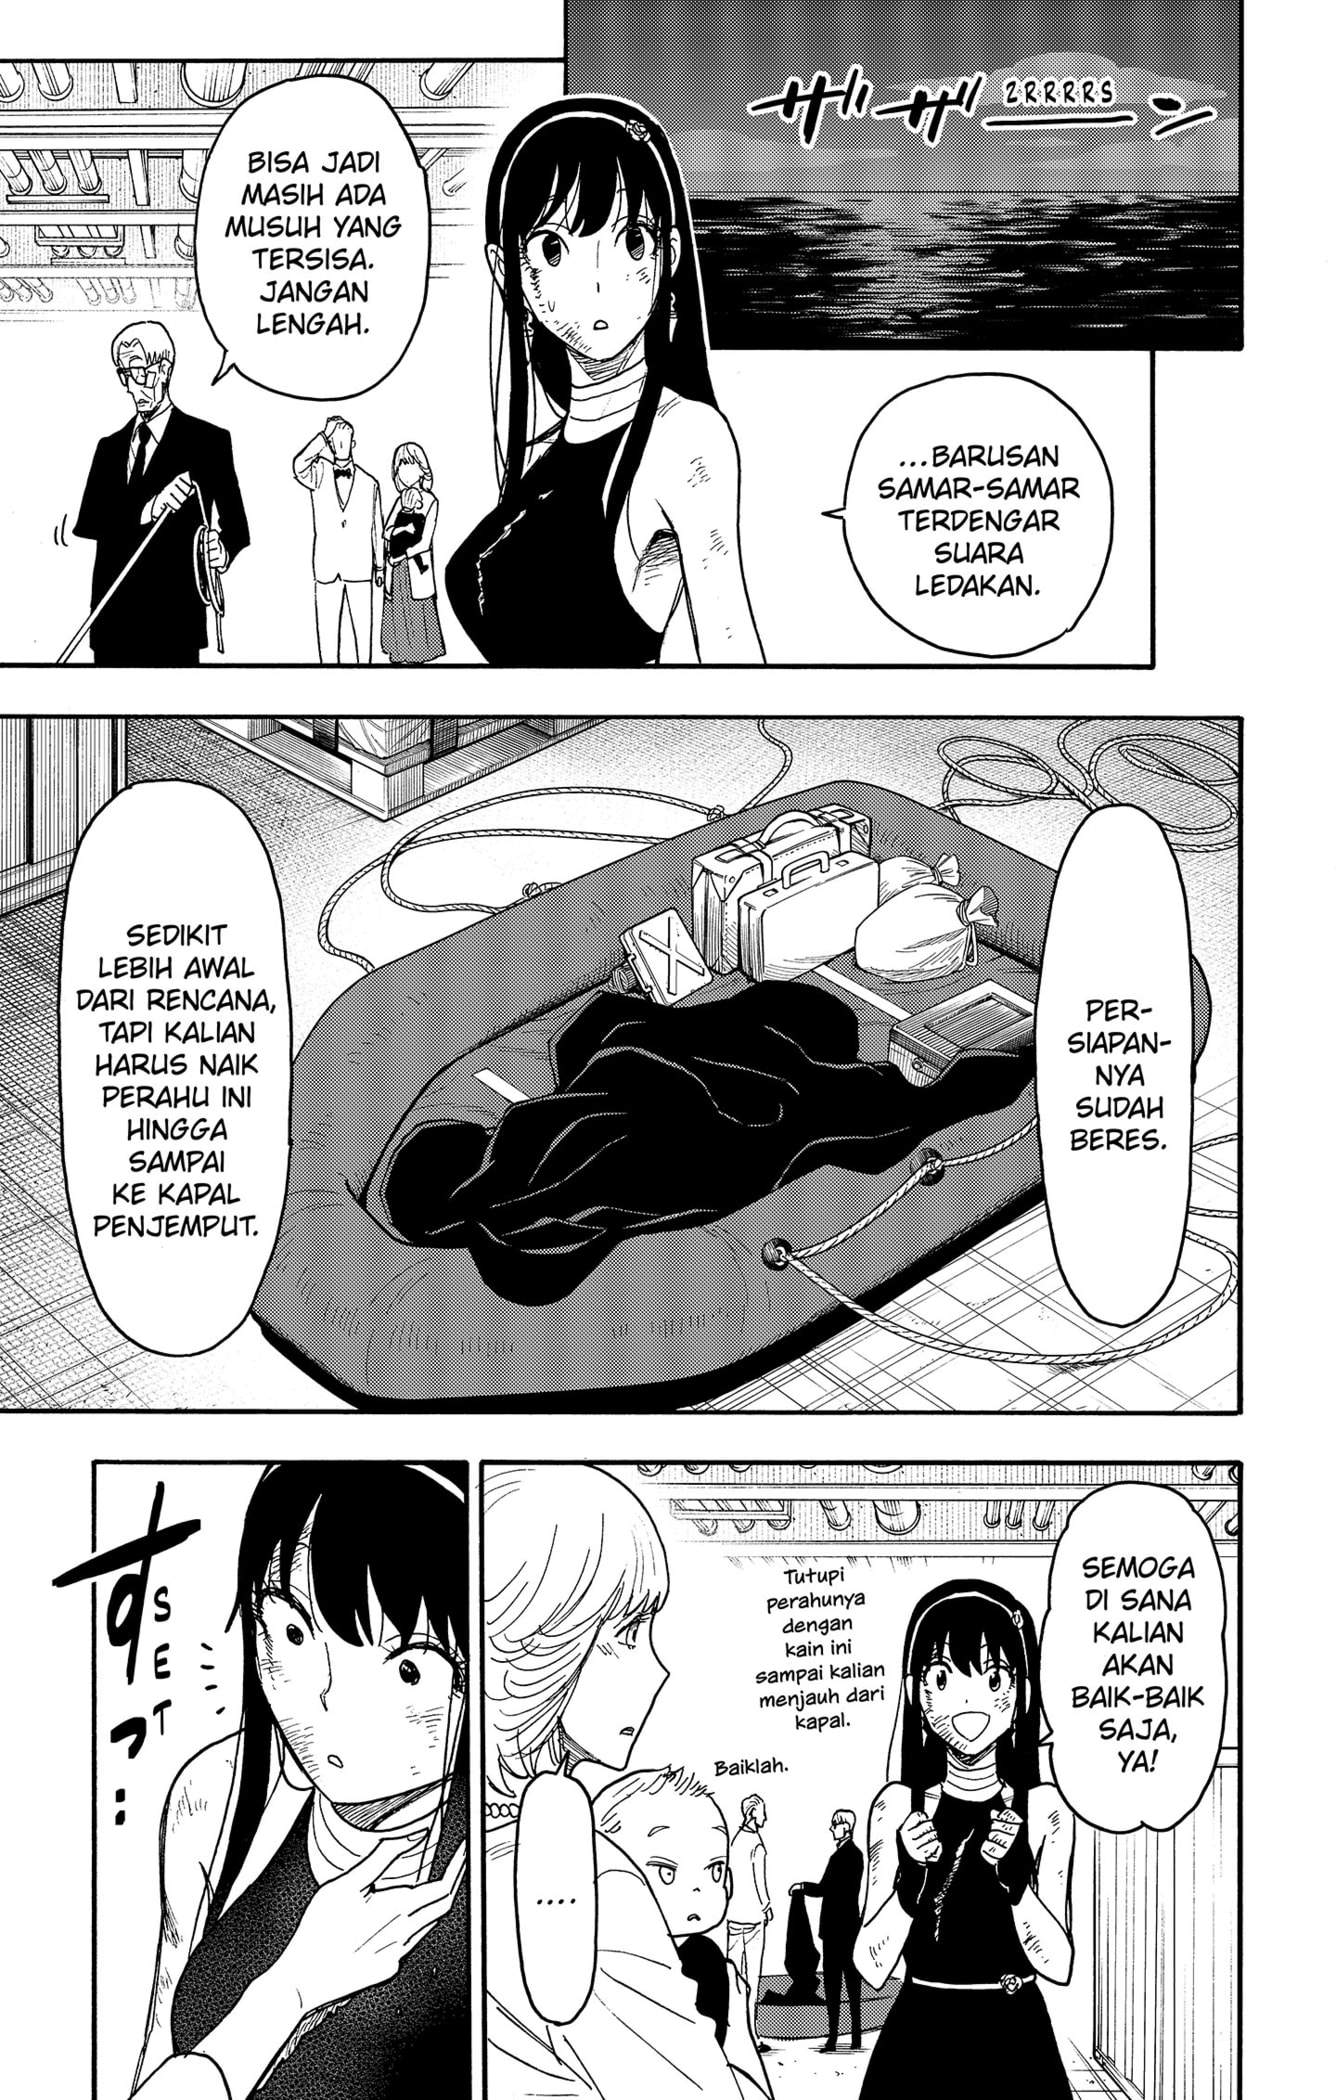 ザザザーン
ZRRRRS
...BARUSAN
SAMAR-SAMAR
TERDENGAR
SUARA
LEDAKAN.
BISA JADI
MASIH ADA
MUSUH YANG
TERSISA.
JANGAN
LENGAH.
PER-
SIAPAN-
NYA
SUDAH
BERES.
SEDIKIT
LEBIH AWAL
DARI RENCANA,
TAPI KALIAN
HARUS NAIK
PERAHU INI
HINGGA
SAMPAI
KE KAPAL
PENJEMPUT.
SEMOGA
DI SANA
KALIAN
AKAN
BAIK-BAIK
SAJA,
YA!
Tutupi
perahunya
dengan
kain ini
sampai kalian
menjauh dari
kapal.
Baiklah.
.....
SET